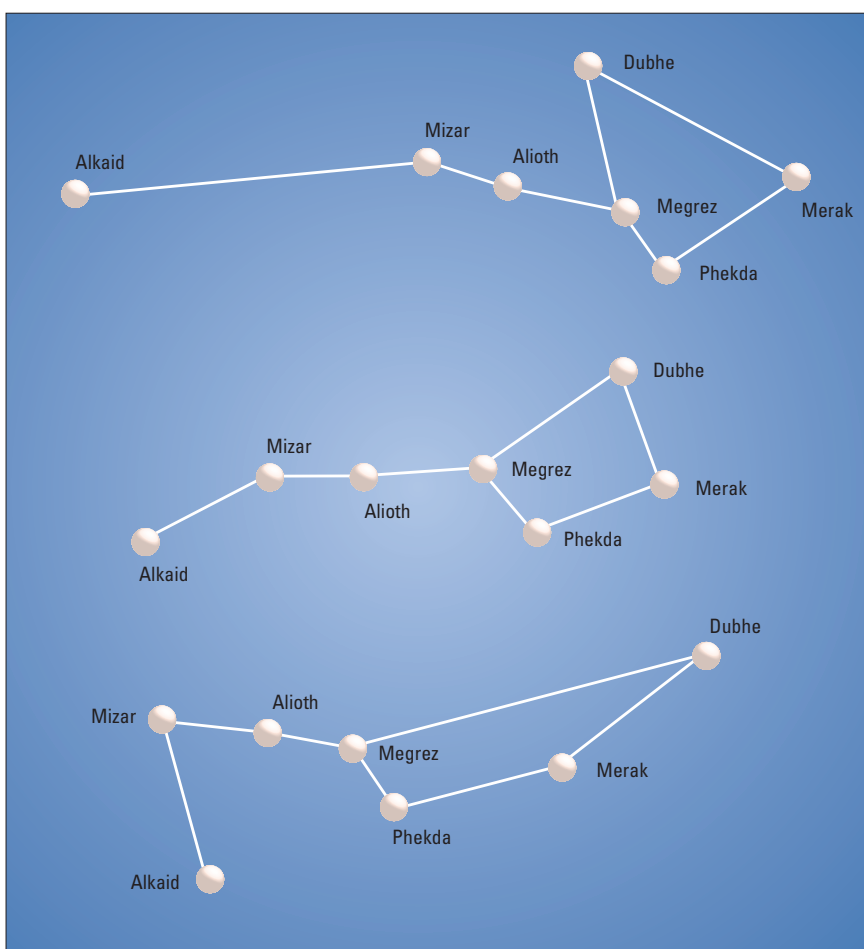 Dubhe
Mizar
Alioth
Alkaid
Megrez
Merak
Phekda
Dubhe
Mizar
Megrez
Merak
Alioth
Phekda
Alkaid
Dubhe
Alioth
Mizar
Megrez
Merak
Phekda
Alkaid